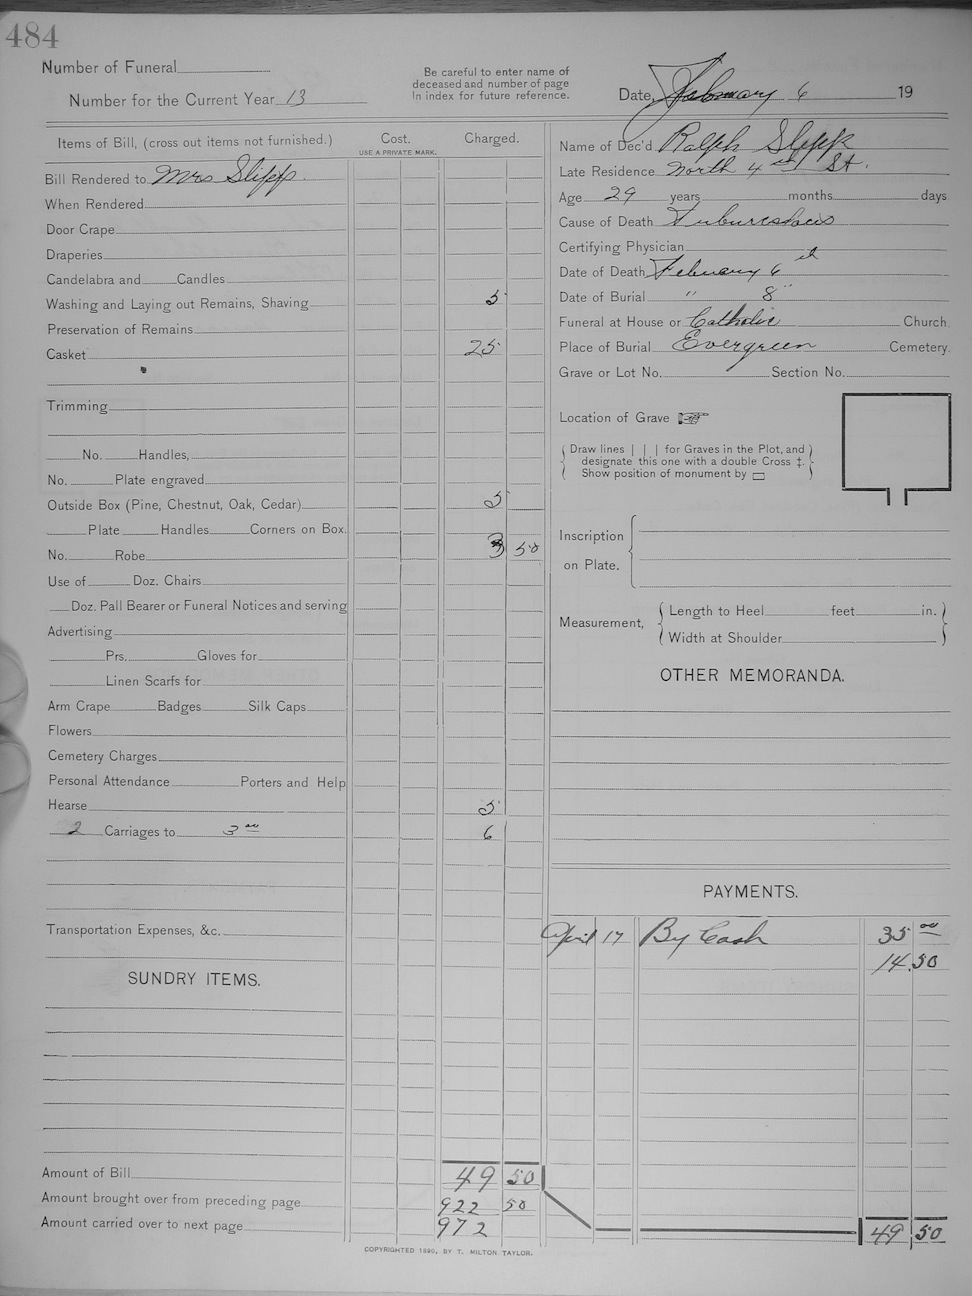 484
Number of Funeral
Number for the Current Year 13
Be careful to enter name of
deceased and number of page
in index for future reference.
Date, February 6 19
Items of Bill, (cross out items not furnished.)
Cost.
USE A PRIVATE MARK.
Charged.
Bill Rendered to Mrs Slipp.
When Rendered
Door Crape
Draperies
Candelabra and Candles
Washing and Laying out Remains, Shaving 5
Preservation of Remains
Casket 25
Trimming
No. Handles,
No. Plate engraved
Outside Box (Pine, Chestnut, Oak, Cedar) 5
Plate Handles Corners on Box.
No. Robe 3 50
Use of Doz. Chairs
Doz. Pall Bearer or Funeral Notices and serving
Advertising
Prs. Gloves for
Linen Scarfs for
Arm Crape Badges Silk Caps
Flowers
Cemetery Charges
Personal Attendance Porters and Help
Hearse 5
2 Carriages to 3 00 6
Transportation Expenses, &c.
SUNDRY ITEMS.
Amount of Bill 49 50
Amount brought over from preceding page 922 50
Amount carried over to next page 972
Name of Dec'd Ralph Slipp
Late Residence North 4th St.
Age 29 years months days
Cause of Death Tuburculosis
Certifying Physician
Date of Death February 6th
Date of Burial " 8"
Funeral at House or Catholic Church.
Place of Burial Evergreen Cemetery.
Grave or Lot No. Section No.
Location of Grave
Draw lines | | | for Graves in the Plot, and
designate this one with a double Cross ‡.
Show position of monument by ▭
Inscription
on Plate.
Measurement,
Length to Heel feet in.
Width at Shoulder
OTHER MEMORANDA.
PAYMENTS.
April 17 By Cash 35 00
14.50
49 50
COPYRIGHTED 1890, BY T. MILTON TAYLOR.